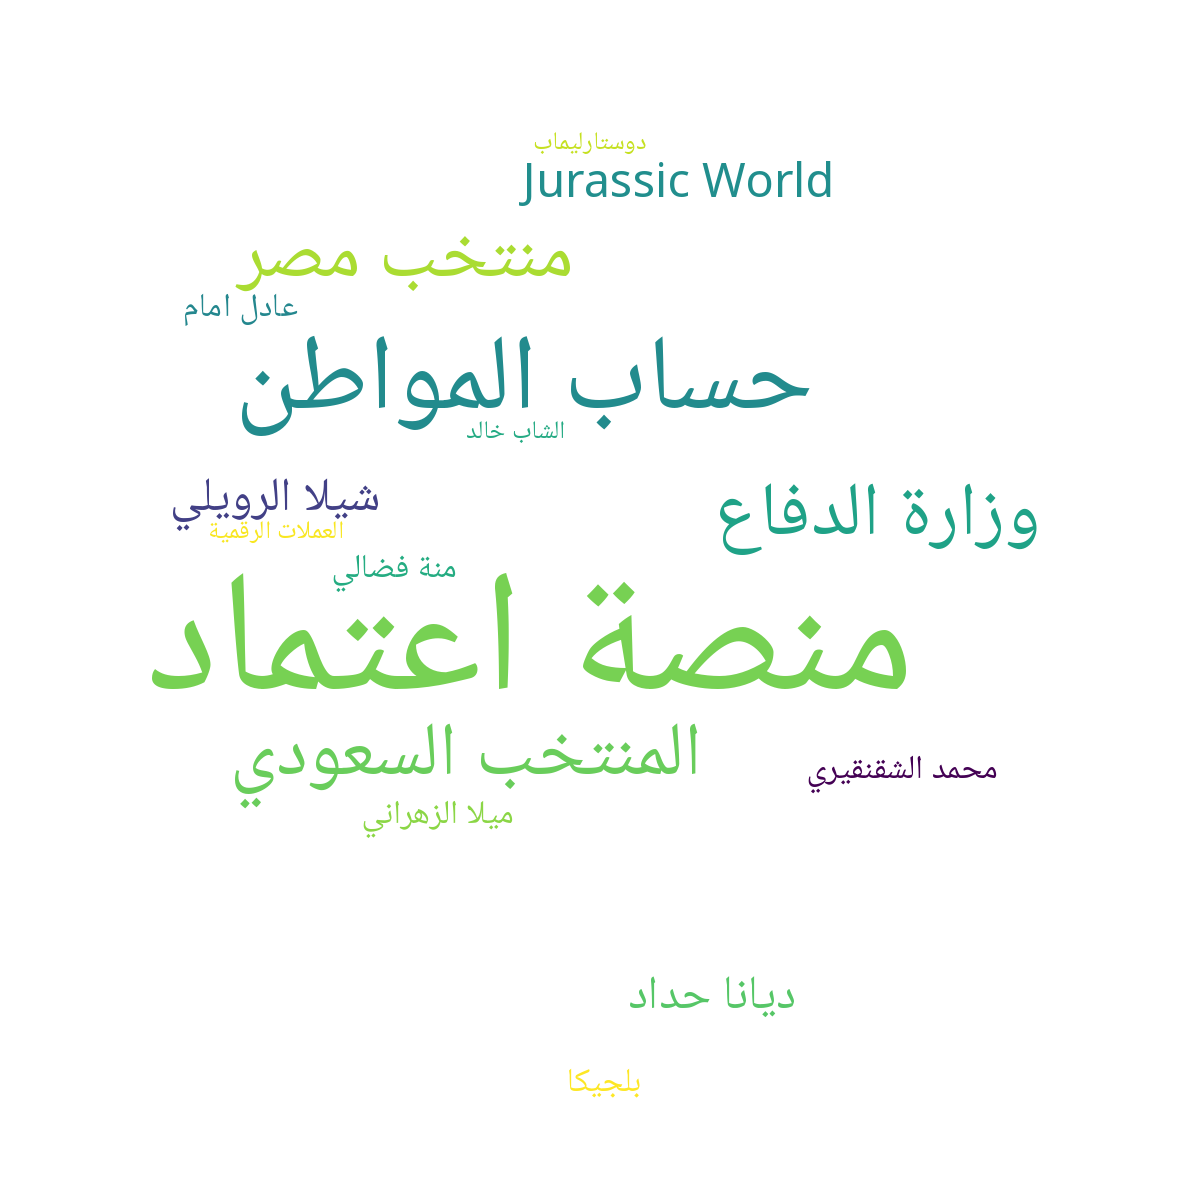 دوستارليماب
Jurassic World
منتخب مصر
عادل امام
حساب المواطن
الشاب خالد
شيلا الرويلي
وزارة الدفاع
العملات الرقمية
منة فضالي
منصة اعتماد
المنتخب السعودي
محمد الشقنقيري
ميلا الزهراني
ديانا حداد
بلجيكا